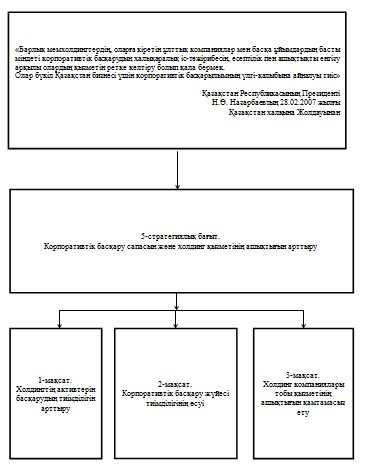 «Барлық мемхолдингтердің, оларға кіретін ұлттық компаниялар мен басқа ұйымдардың басты
міндеті корпоративтік басқарудың халықаралық іс-тәжірибесін, есептілік пен ашықтықты енгізу
арқылы олардың қызметін ретке келтіру болып қала бермек.
Олар бүкіл Қазақстан бизнесі үшін корпоративтік басқарылымның үлгі-қалыбына айналуы тиіс»
Қазақстан Республикасының Президенті
Н.Ә. Назарбаевтың 28.02.2007 жылғы
Қазақстан халқына Жолдауынан
5-стратегиялық бағыт.
Корпоративтік басқару сапасын және холдинг қызметінің ашықтығын арттыру
1-мақсат.
Холдингтің активтерін
басқарудың тиімділігін
арттыру
2-мақсат.
Корпоративтік басқару жүйесі
тиімділігінің өсуі
3-мақсат.
Холдинг компаниялары
тобы қызметінің
ашықтығын қамтамасыз
ету